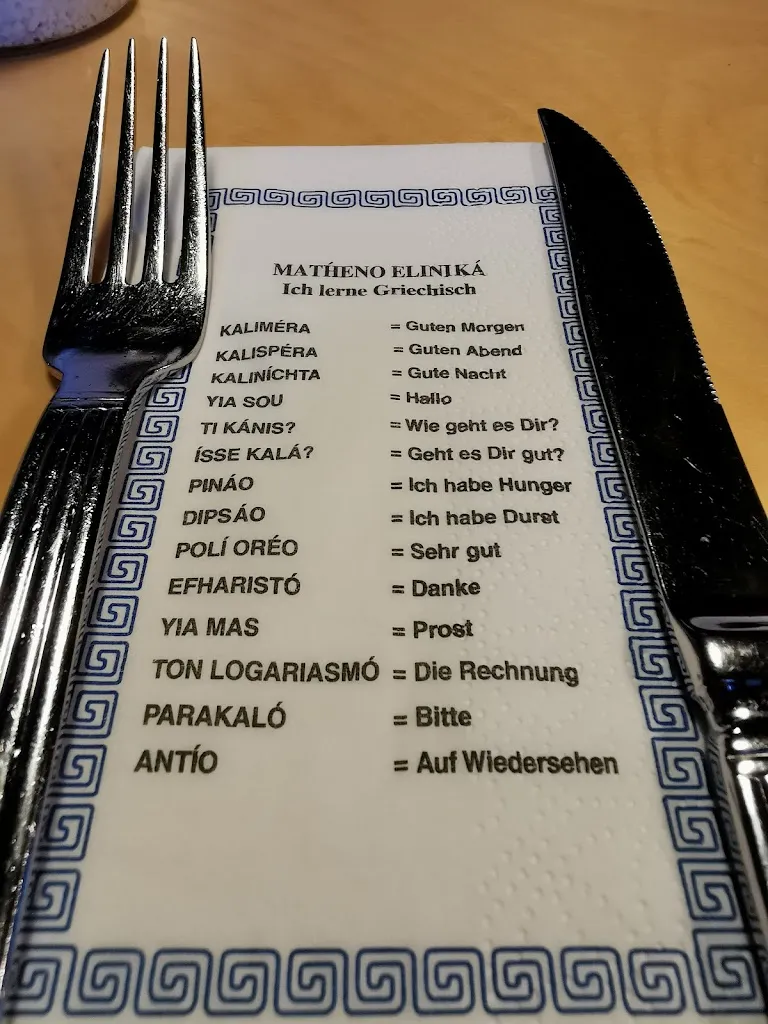 MATHENO ELINIKÁ
Ich lerne Griechisch
KALIMÉRA = Guten Morgen
KALISPÉRA = Guten Abend
KALINÍCHTA = Gute Nacht
YIA SOU = Hallo
TI KÁNIS? = Wie geht es Dir?
ÍSSE KALÁ? = Geht es Dir gut?
PINÁO = Ich habe Hunger
DIPSÁO = Ich habe Durst
POLÍ ORÉO = Sehr gut
EFHARISTÓ = Danke
YIA MAS = Prost
TON LOGARIASMÓ = Die Rechnung
PARAKALÓ = Bitte
ANTÍO = Auf Wiedersehen